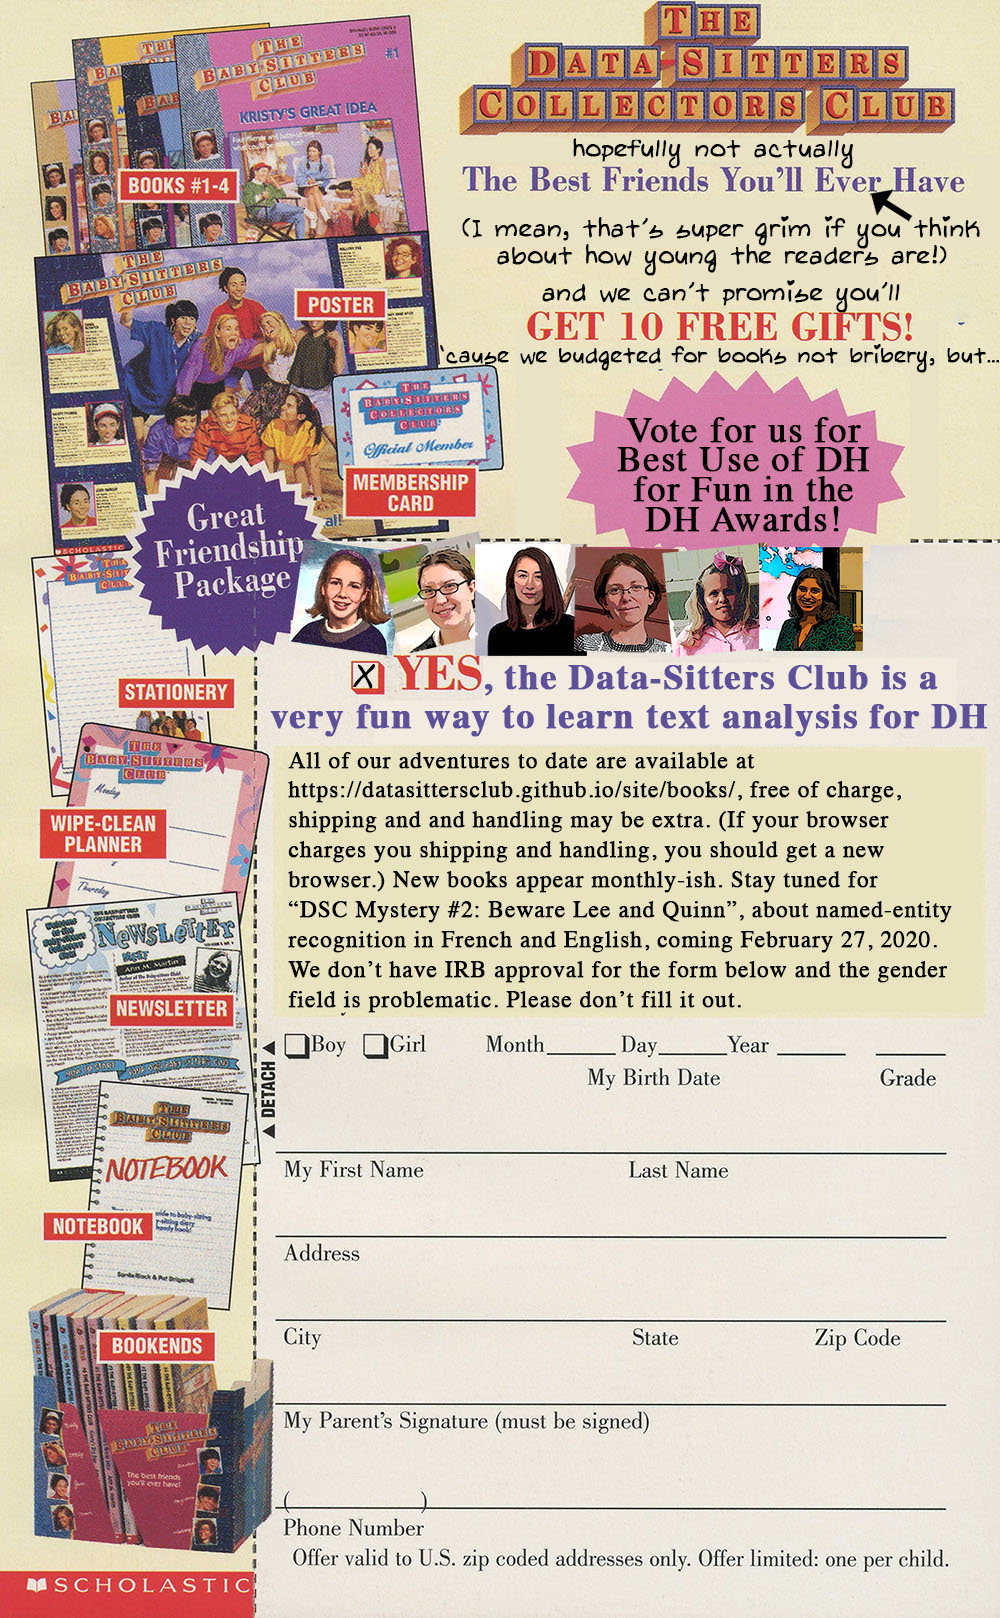 THE
DATA-SITTERS
COLLECTORS CLUB
hopefully not actually
The Best Friends You'll Ever Have
(I mean, that's super grim if you think
about how young the readers are!)
and we can't promise you'll
GET 10 FREE GIFTS!
'cause we budgeted for books not bribery, but...
Vote for us for
Best Use of DH
for Fun in the
DH Awards!
THE
BABY-SITTERS
CLUB
#1
KRISTY'S GREAT IDEA
BOOKS #1-4
THE
BABY-SITTERS
CLUB
POSTER
THE
BABY-SITTERS
COLLECTORS
CLUB
Official Member
MEMBERSHIP
CARD
Great
Friendship
Package
SCHOLASTIC
STATIONERY
THE
BABY-SITTERS
CLUB
Monday
WIPE-CLEAN
PLANNER
Thursday
NEWSLETTER
MEET
Ann M. Martin
NEWSLETTER
THE
BABY-SITTERS
CLUB
NOTEBOOK
NOTEBOOK
BOOKENDS
THE
BABY-SITTERS
CLUB
The best friends
you'll ever have!
SCHOLASTIC
X YES, the Data-Sitters Club is a
very fun way to learn text analysis for DH
All of our adventures to date are available at
https://datasittersclub.github.io/site/books/, free of charge,
shipping and and handling may be extra. (If your browser
charges you shipping and handling, you should get a new
browser.) New books appear monthly-ish. Stay tuned for
“DSC Mystery #2: Beware Lee and Quinn”, about named-entity
recognition in French and English, coming February 27, 2020.
We don't have IRB approval for the form below and the gender
field is problematic. Please don't fill it out.
DETACH
Boy Girl Month Day Year
My Birth Date Grade
My First Name Last Name
Address
City State Zip Code
My Parent's Signature (must be signed)
( )
Phone Number
Offer valid to U.S. zip coded addresses only. Offer limited: one per child.